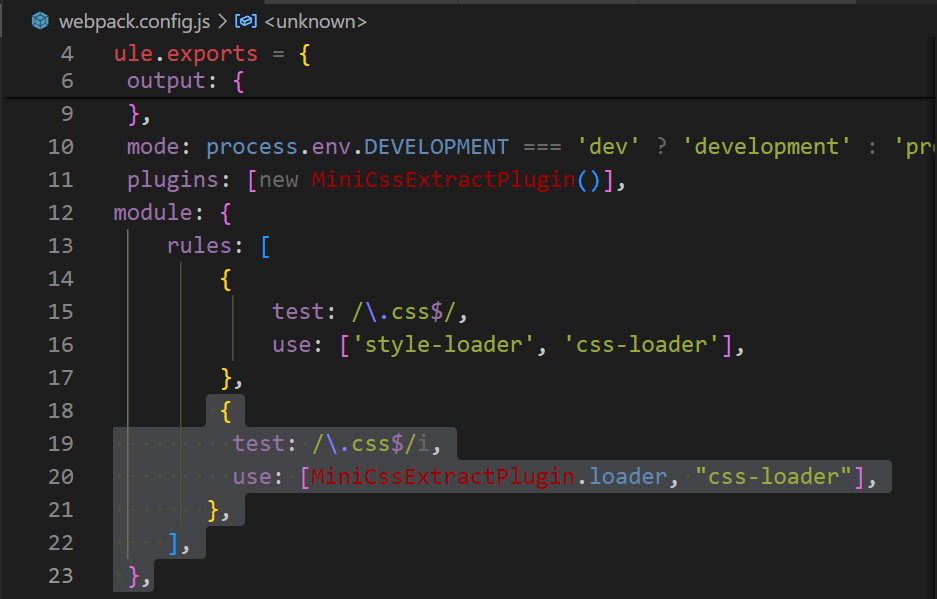 webpack.config.js > <unknown>
4 ule.exports = {
6 output: {
9 },
10 mode: process.env.DEVELOPMENT === 'dev' ? 'development' : 'pro
11 plugins: [new MiniCssExtractPlugin()],
12 module: {
13 rules: [
14 {
15 test: /\.css$/,
16 use: ['style-loader', 'css-loader'],
17 },
18 {
19 test: /\.css$/i,
20 use: [MiniCssExtractPlugin.loader, "css-loader"],
21 },
22 ],
23 },